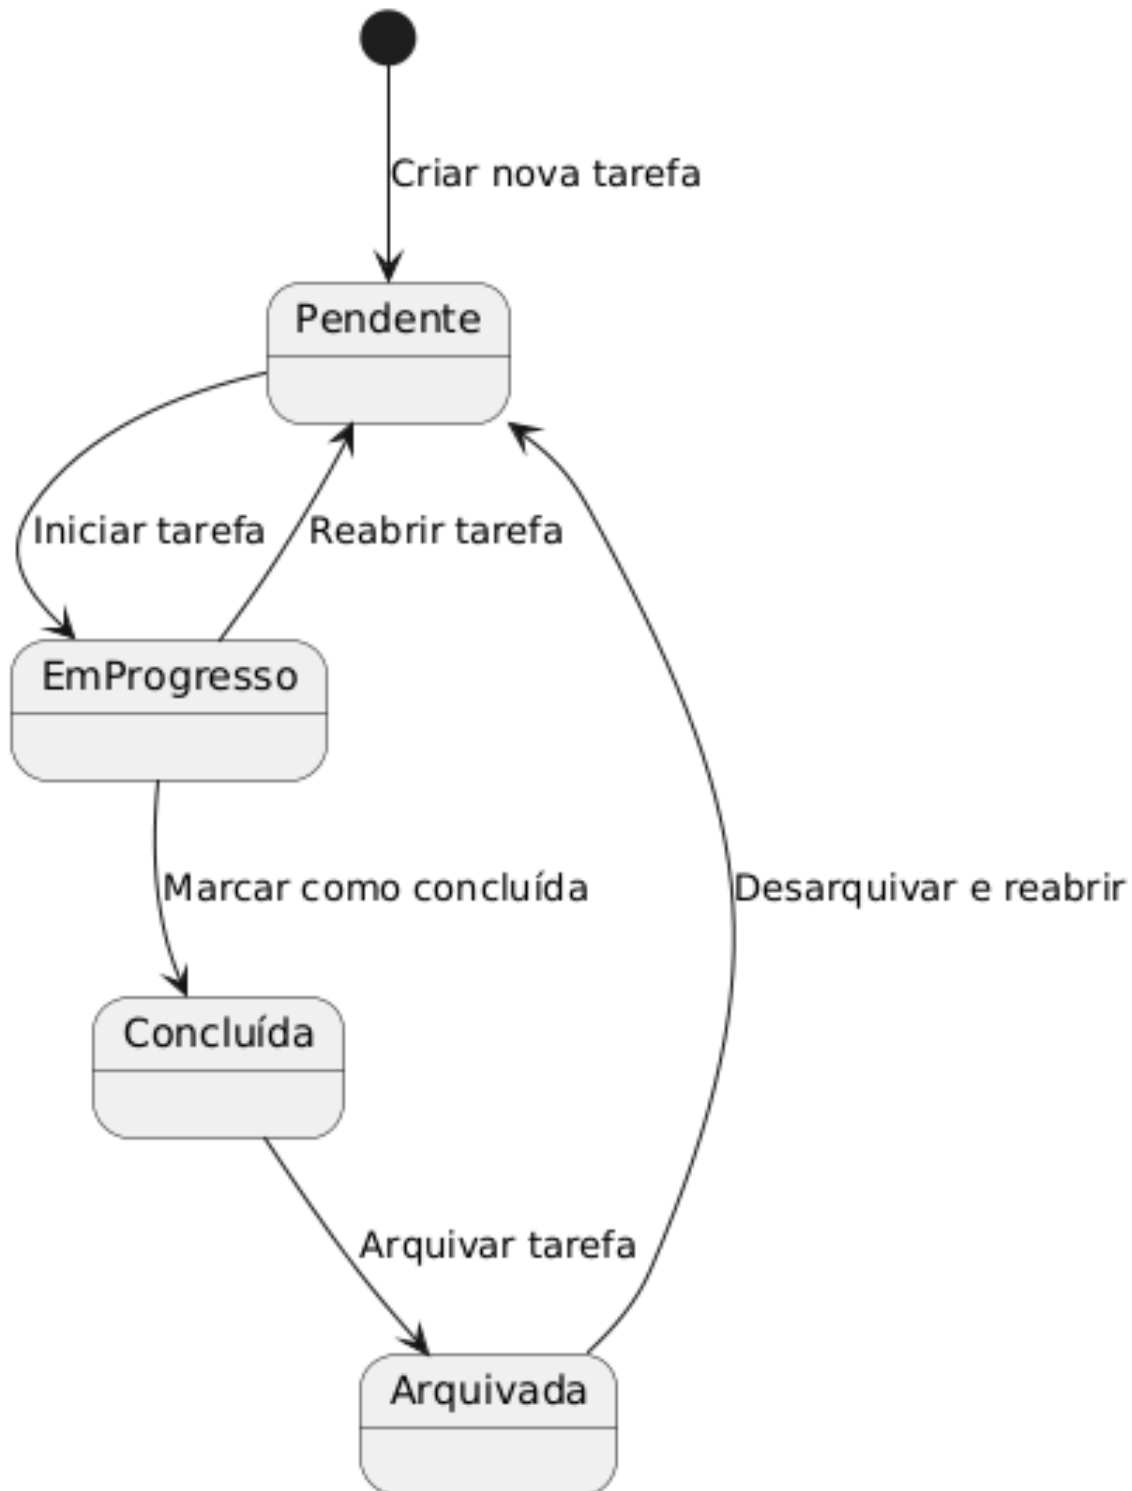 Criar nova tarefa
Pendente
Iniciar tarefa
Reabrir tarefa
EmProgresso
Marcar como concluída
Desarquivar e reabrir
Concluída
Arquivar tarefa
Arquivada